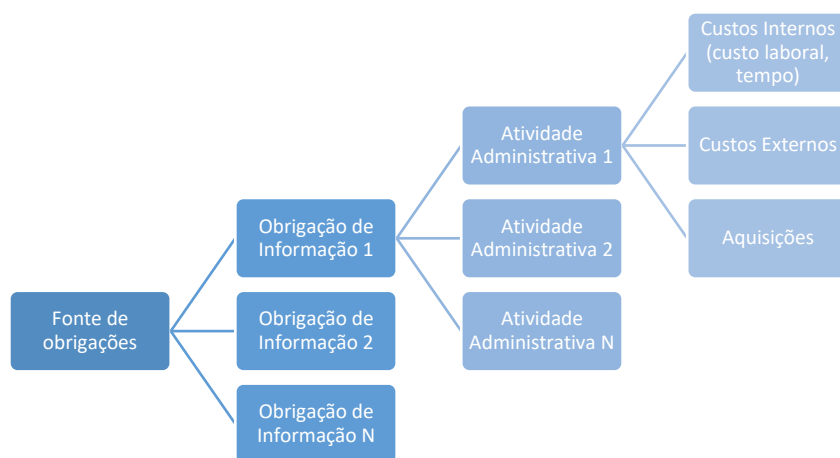 Fonte de
obrigações
Obrigação de
Informação 1
Obrigação de
Informação 2
Obrigação de
Informação N
Atividade
Administrativa 1
Atividade
Administrativa 2
Atividade
Administrativa N
Custos Internos
(custo laboral,
tempo)
Custos Externos
Aquisições